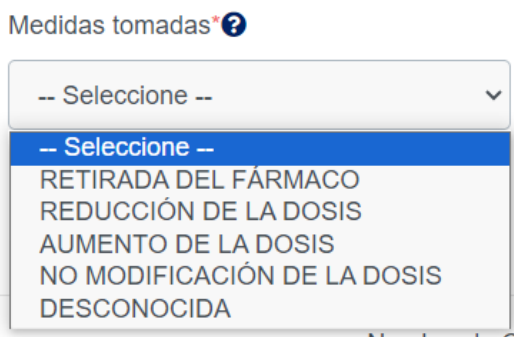 Medidas tomadas*?
-- Seleccione --
-- Seleccione --
RETIRADA DEL FÁRMACO
REDUCCIÓN DE LA DOSIS
AUMENTO DE LA DOSIS
NO MODIFICACIÓN DE LA DOSIS
DESCONOCIDA